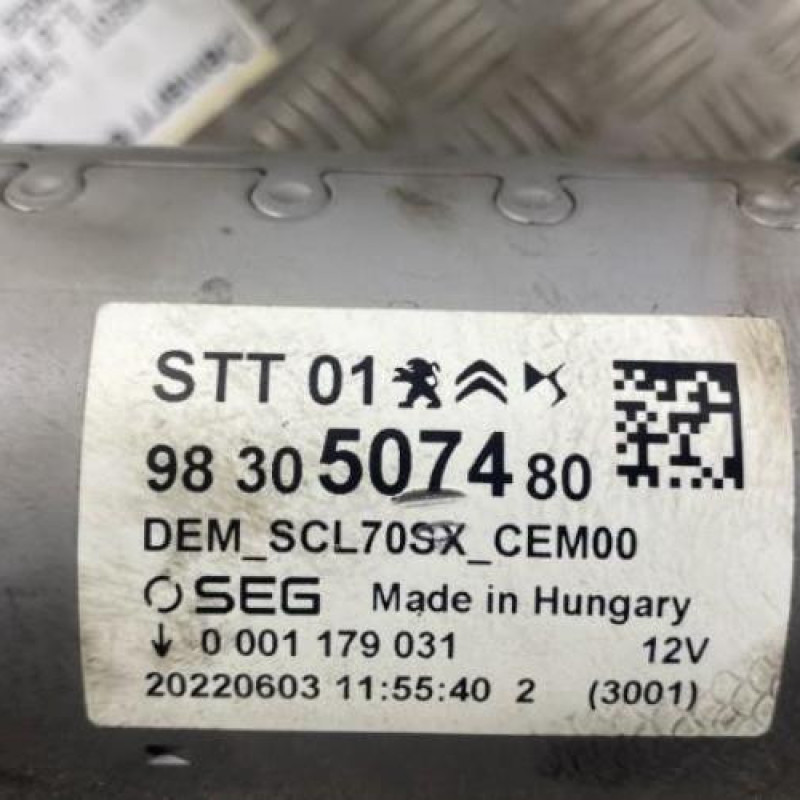 STT 01
98 30 5074 80
DEM_SCL70SX_CEM00
SEG Made in Hungary
0 001 179 031 12V
20220603 11:55:40 2 (3001)